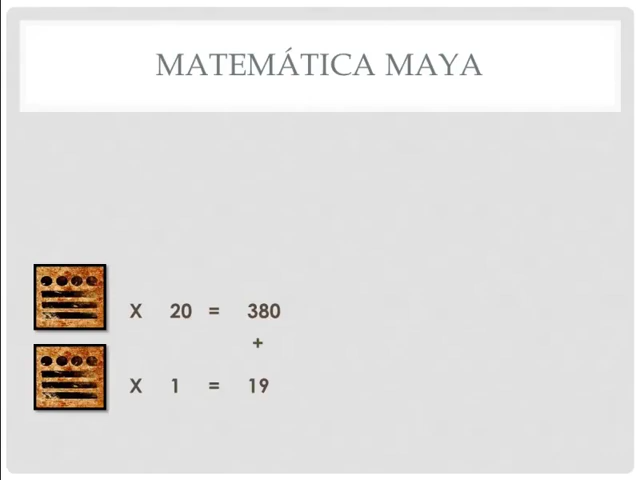 MATEMÁTICA MAYA
X 20 = 380
+
X 1 = 19